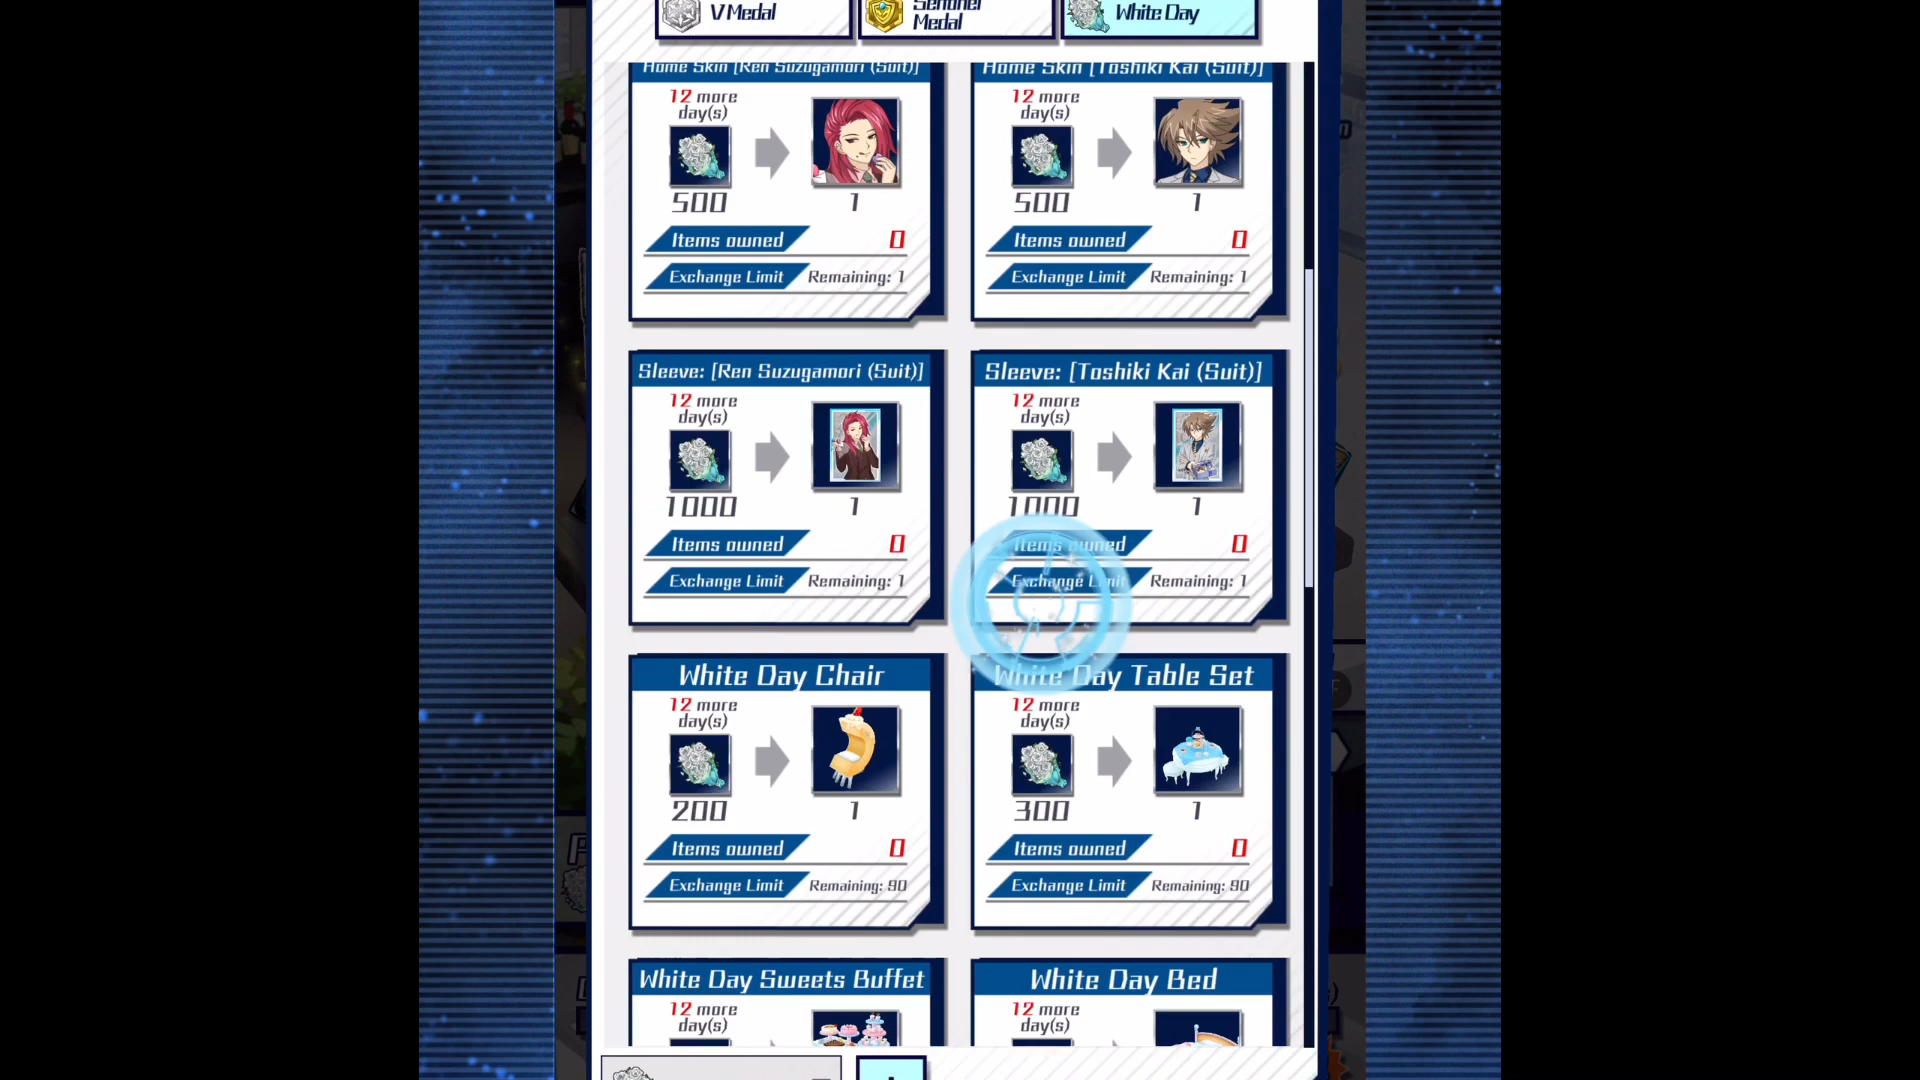 V Medal
Sentinel
Medal
White Day
Home Skin [Ren Suzugamori (Suit)]
12 more
day(s)
500
1
Items owned 0
Exchange Limit Remaining: 1
Home Skin [Toshiki Kai (Suit)]
12 more
day(s)
500
1
Items owned 0
Exchange Limit Remaining: 1
Sleeve: [Ren Suzugamori (Suit)]
12 more
day(s)
1000
1
Items owned 0
Exchange Limit Remaining: 1
Sleeve: [Toshiki Kai (Suit)]
12 more
day(s)
1000
1
Items owned 0
Exchange Limit Remaining: 1
White Day Chair
12 more
day(s)
200
1
Items owned 0
Exchange Limit Remaining: 90
White Day Table Set
12 more
day(s)
300
1
Items owned 0
Exchange Limit Remaining: 90
White Day Sweets Buffet
12 more
day(s)
White Day Bed
12 more
day(s)